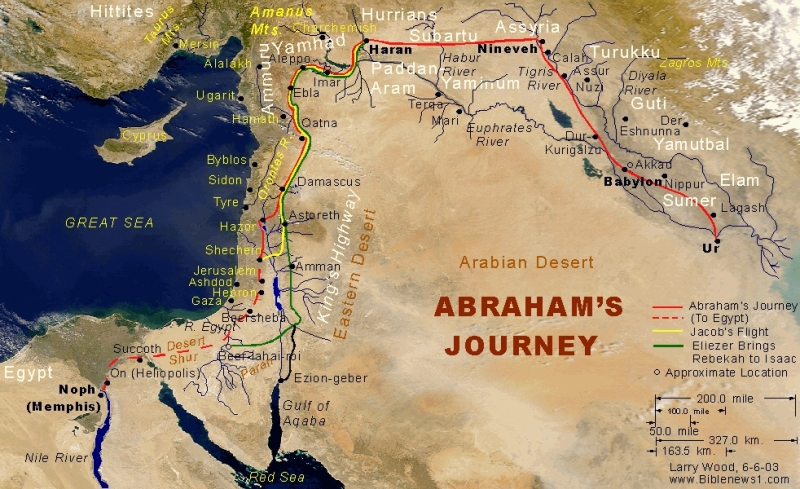 Hittites
Amanus
Mts.
Hurrians
Assyria
Taurus
Mts.
Mersin
Charchemish
Subartu
Yamhad
Haran
Nineveh
Turukku
Zagros Mts.
Alalakh
Aleppo
Imar
Paddan
Aram
Habur
River
Yaminum
Calah
Tigris
River
Assur
Nuzi
Diyala
River
Ammuru
Ebla
Ugarit
Terqa
Mari
Guti
Hamath
Qatna
Euphrates
River
Eshnunna
Der
Cyprus
Dur
Kurigalzu
Yamutbal
Orontes R.
Byblos
Akkad
Sidon
Damascus
Babylon
Nippur
Elam
Tyre
Sumer
Lagash
GREAT SEA
Hazor
Astoreth
King's Highway
Eastern Desert
Ur
Shechem
Arabian Desert
Jerusalem
Amman
Ashdod
Hebron
Gaza
ABRAHAM'S
JOURNEY
Beersheba
R. Egypt
Desert
Shur
Succoth
Beer-lahai-roi
Paran
On (Heliopolis)
Egypt
Noph
(Memphis)
Ezion-geber
Gulf of
Aqaba
Nile River
Red Sea
Abraham's Journey
(To Egypt)
Jacob's Flight
Eliezer Brings
Rebekah to Isaac
Approximate Location
200.0 mile
100.0 mile
50.0 mile
327.0 km.
163.5 km.
Larry Wood, 6-6-03
www.Biblenews1.com